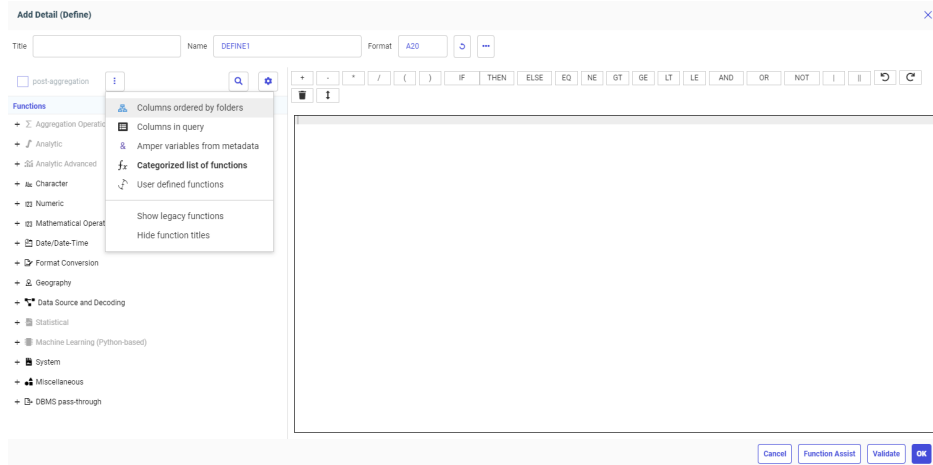 Add Detail (Define)
Title Name DEFINE1 Format A20
post-aggregation
+ - * / ( ) IF THEN ELSE EQ NE GT GE LT LE AND OR NOT | ||
Functions
Columns ordered by folders
Columns in query
& Amper variables from metadata
fx Categorized list of functions
User defined functions
Show legacy functions
Hide function titles
+ Σ Aggregation Operatio
+ Analytic
+ Analytic Advanced
+ Character
+ Numeric
+ Mathematical Operat
+ Date/Date-Time
+ Format Conversion
+ Geography
+ Data Source and Decoding
+ Statistical
+ Machine Learning (Python-based)
+ System
+ Miscellaneous
+ DBMS pass-through
Cancel Function Assist Validate OK